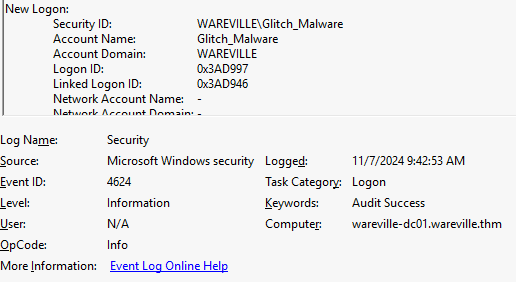 New Logon:
Security ID: WAREVILLE\Glitch_Malware
Account Name: Glitch_Malware
Account Domain: WAREVILLE
Logon ID: 0x3AD997
Linked Logon ID: 0x3AD946
Network Account Name: -
Network Account Domain: -
Log Name: Security
Source: Microsoft Windows security Logged: 11/7/2024 9:42:53 AM
Event ID: 4624 Task Category: Logon
Level: Information Keywords: Audit Success
User: N/A Computer: wareville-dc01.wareville.thm
OpCode: Info
More Information: Event Log Online Help